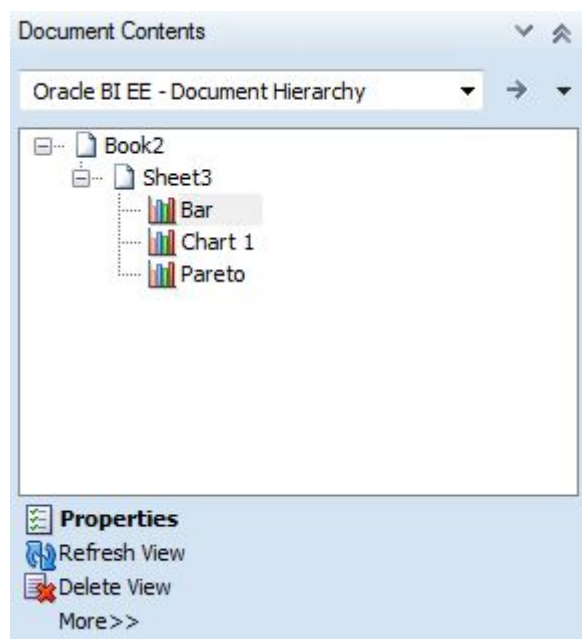 Document Contents
Oracle BI EE - Document Hierarchy
Book2
Sheet3
Bar
Chart 1
Pareto
Properties
Refresh View
Delete View
More>>